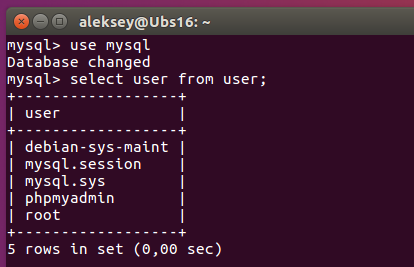 aleksey@Ubs16: ~
mysql> use mysql
Database changed
mysql> select user from user;
+------------------+
| user             |
+------------------+
| debian-sys-maint |
| mysql.session    |
| mysql.sys        |
| phpmyadmin       |
| root             |
+------------------+
5 rows in set (0,00 sec)